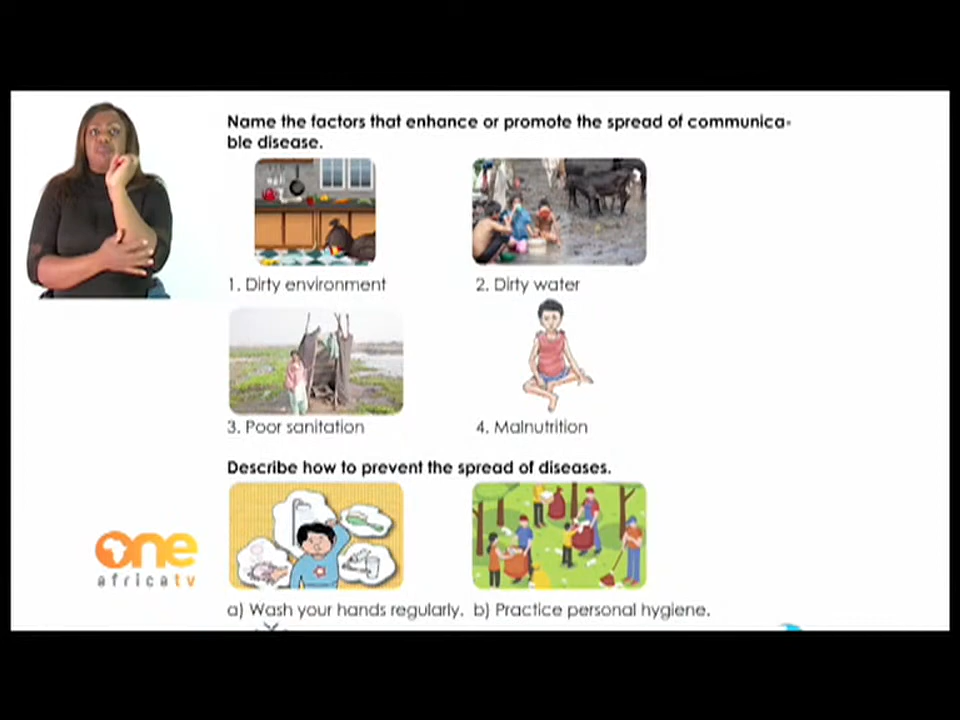 Name the factors that enhance or promote the spread of communica-
ble disease.
1. Dirty environment
2. Dirty water
3. Poor sanitation
4. Malnutrition
Describe how to prevent the spread of diseases.
a) Wash your hands regularly.
b) Practice personal hygiene.
one
africa tv